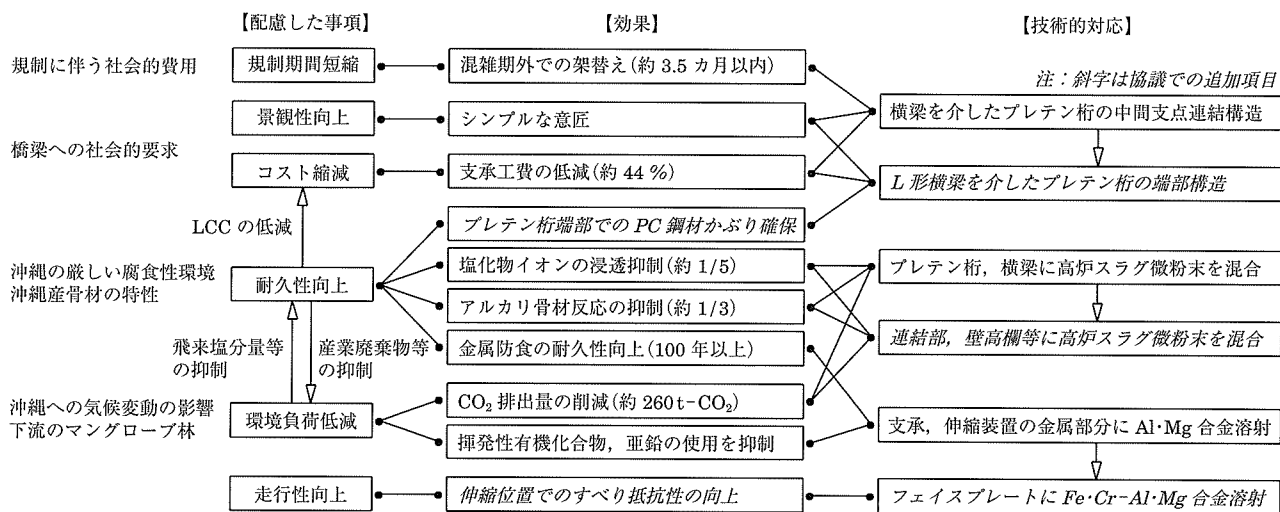 【配慮した事項】
【効果】
【技術的対応】
規制に伴う社会的費用
規制期間短縮
混雑期外での架替え(約 3.5 カ月以内)
注：斜字は協議での追加項目
景観性向上
シンプルな意匠
横梁を介したプレテン桁の中間支点連結構造
橋梁への社会的要求
コスト縮減
支承工費の低減(約 44 %)
L 形横梁を介したプレテン桁の端部構造
LCC の低減
プレテン桁端部での PC 鋼材かぶり確保
沖縄の厳しい腐食性環境
沖縄産骨材の特性
耐久性向上
塩化物イオンの浸透抑制(約 1/5)
プレテン桁，横梁に高炉スラグ微粉末を混合
アルカリ骨材反応の抑制(約 1/3)
飛来塩分量等
の抑制
産業廃棄物等
の抑制
金属防食の耐久性向上(100 年以上)
連結部，壁高欄等に高炉スラグ微粉末を混合
沖縄への気候変動の影響
下流のマングローブ林
環境負荷低減
CO₂ 排出量の削減(約 260 t-CO₂)
揮発性有機化合物，亜鉛の使用を抑制
支承，伸縮装置の金属部分に Al･Mg 合金溶射
走行性向上
伸縮位置でのすべり抵抗性の向上
フェイスプレートに Fe･Cr-Al･Mg 合金溶射